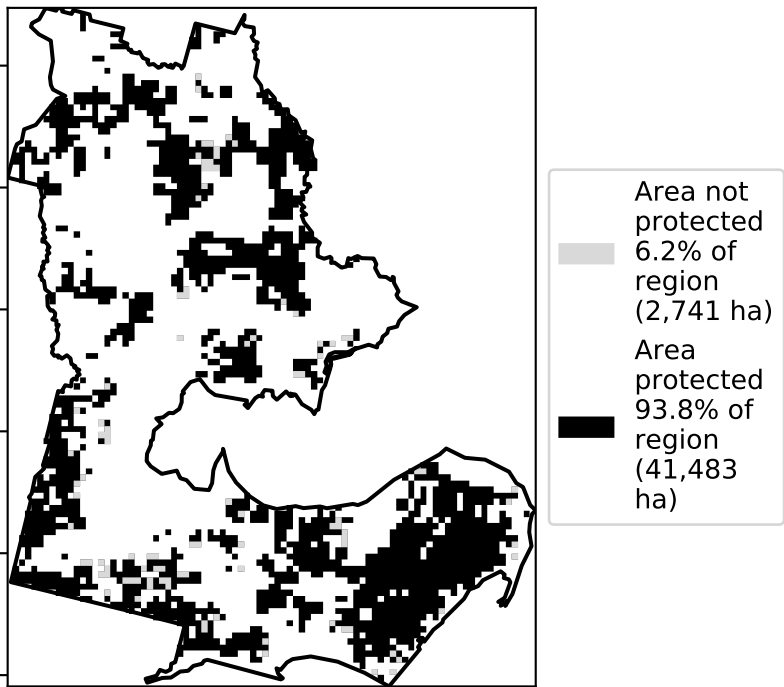 Area not
protected
6.2% of
region
(2,741 ha)
Area
protected
93.8% of
region
(41,483
ha)